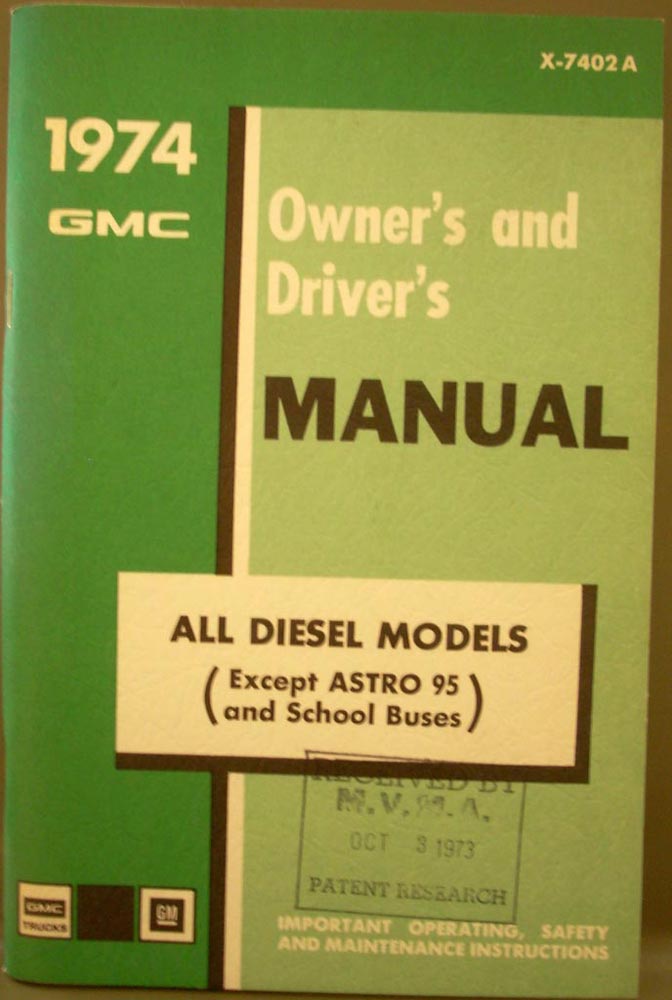 X-7402A
1974
GMC
Owner's and
Driver's
MANUAL
ALL DIESEL MODELS
(Except ASTRO 95
and School Buses)
RECEIVED BY
M.V.M.A.
OCT 3 1973
PATENT RESEARCH
GMC
TRUCKS
GM
IMPORTANT OPERATING, SAFETY
AND MAINTENANCE INSTRUCTIONS